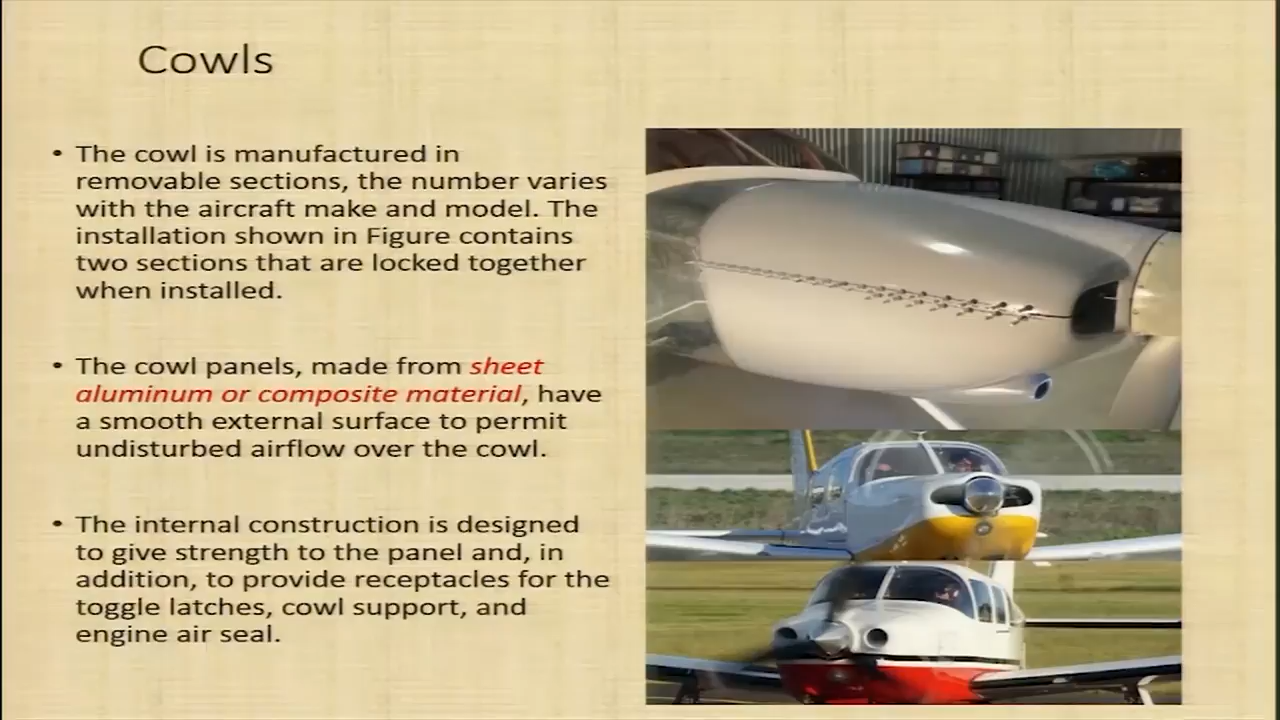 Cowls
• The cowl is manufactured in
removable sections, the number varies
with the aircraft make and model. The
installation shown in Figure contains
two sections that are locked together
when installed.
• The cowl panels, made from sheet
aluminum or composite material, have
a smooth external surface to permit
undisturbed airflow over the cowl.
• The internal construction is designed
to give strength to the panel and, in
addition, to provide receptacles for the
toggle latches, cowl support, and
engine air seal.